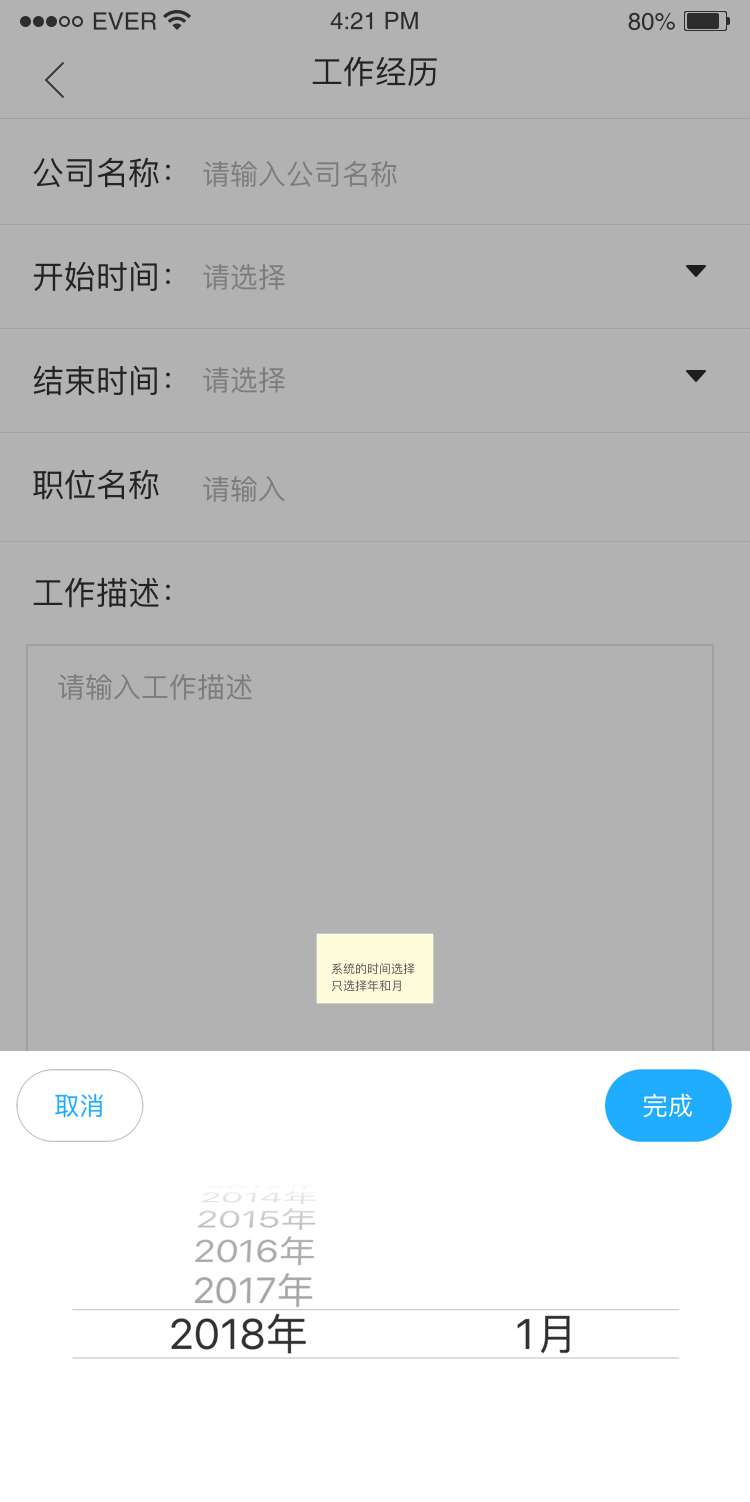 EVER 4:21 PM 80%
工作经历
公司名称： 请输入公司名称
开始时间： 请选择
结束时间： 请选择
职位名称 请输入
工作描述：
请输入工作描述
系统的时间选择
只选择年和月
取消 完成
2014年
2015年
2016年
2017年
2018年 1月